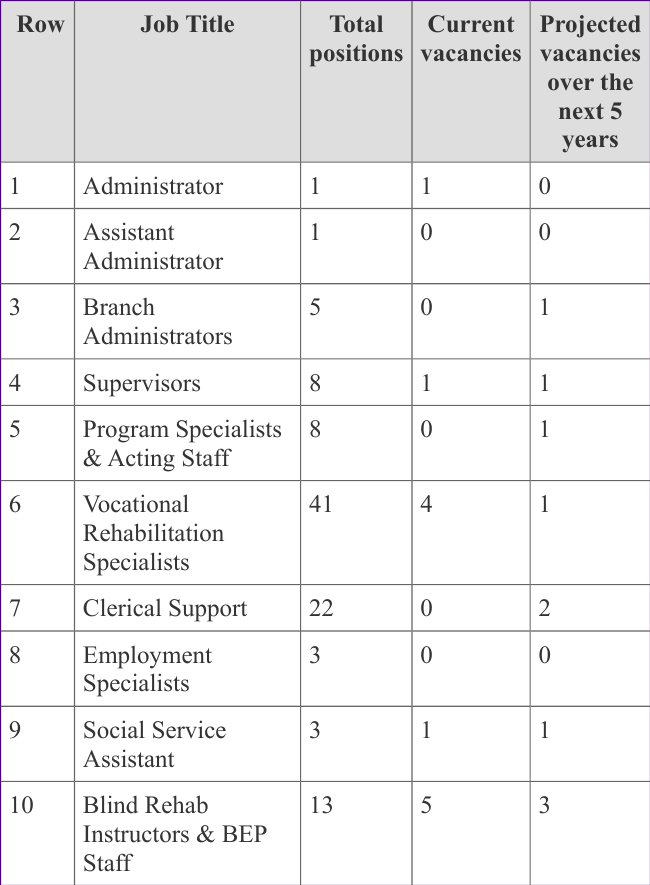 Row Job Title Total positions Current vacancies Projected vacancies over the next 5 years
1 Administrator 1 1 0
2 Assistant Administrator 1 0 0
3 Branch Administrators 5 0 1
4 Supervisors 8 1 1
5 Program Specialists & Acting Staff 8 0 1
6 Vocational Rehabilitation Specialists 41 4 1
7 Clerical Support 22 0 2
8 Employment Specialists 3 0 0
9 Social Service Assistant 3 1 1
10 Blind Rehab Instructors & BEP Staff 13 5 3